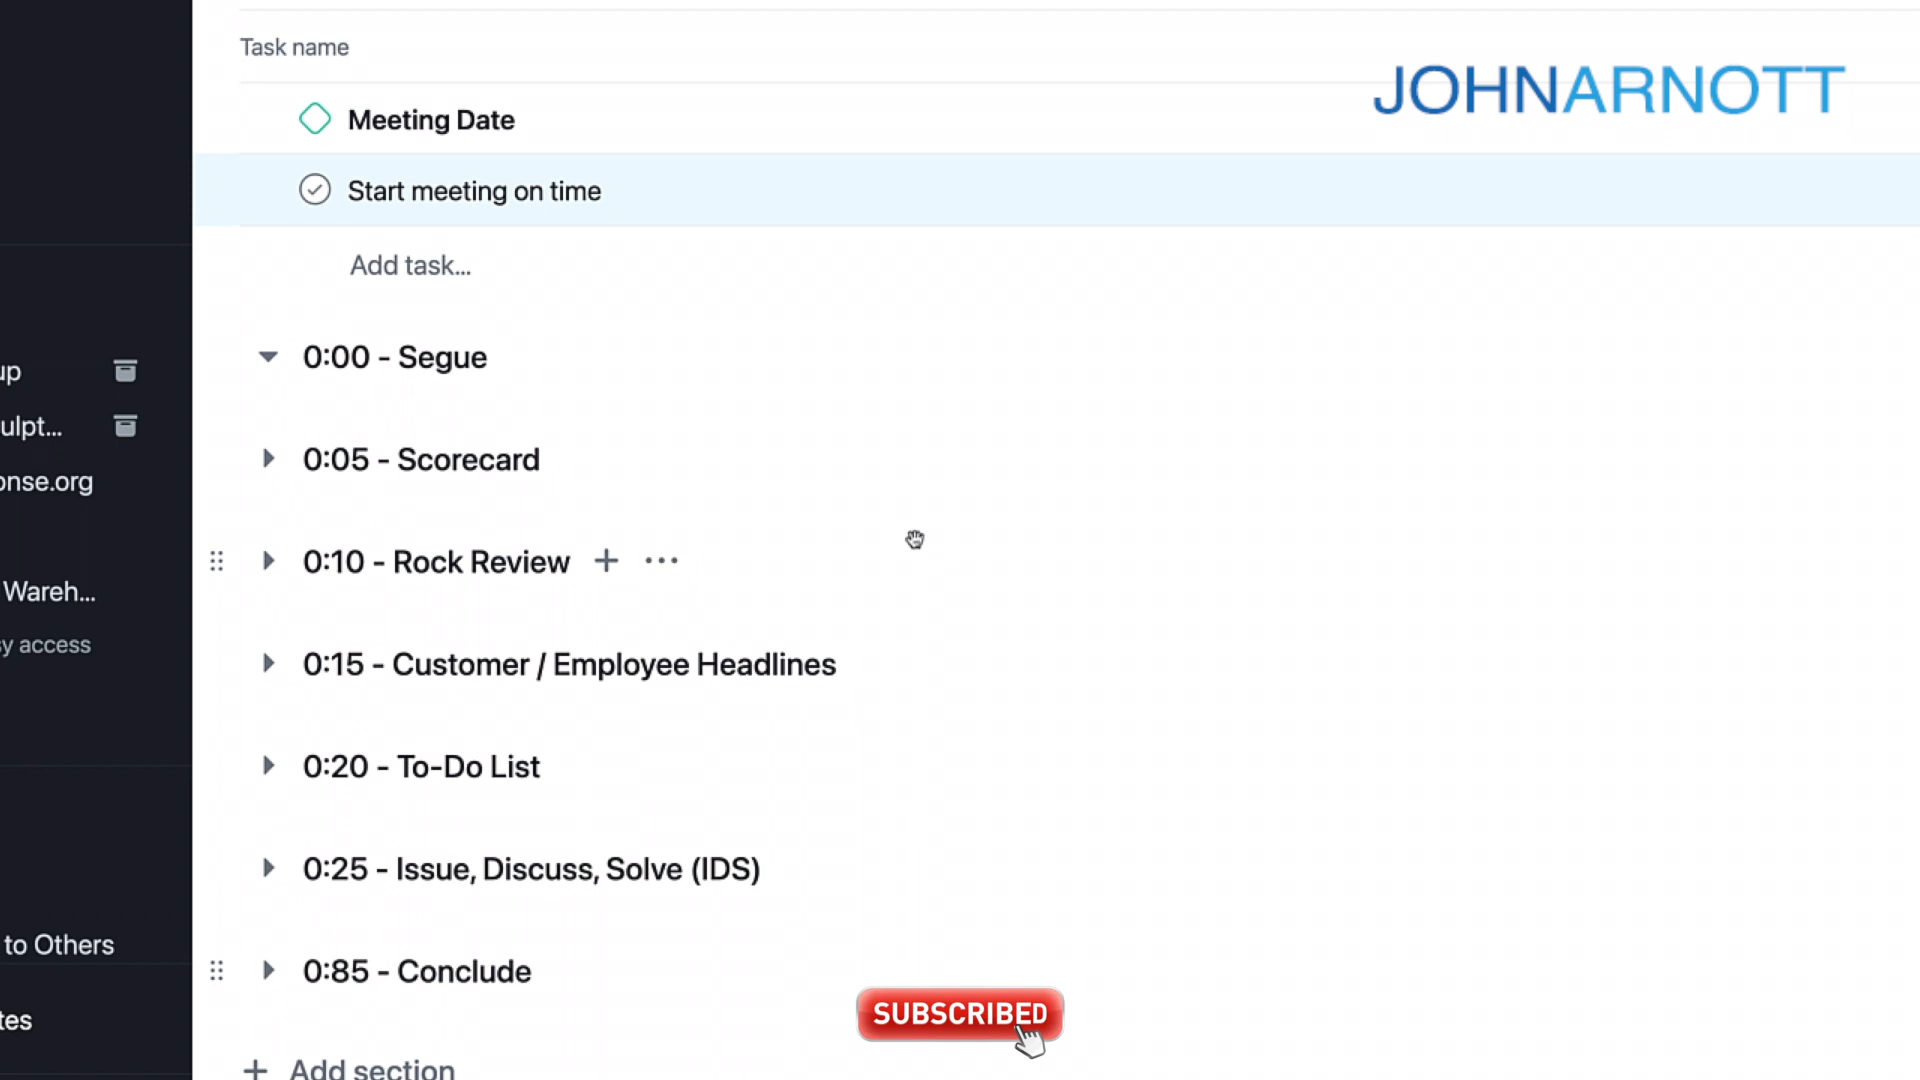 Task name
JOHNARNOTT
Meeting Date
Start meeting on time
Add task...
0:00 - Segue
up
ulpt...
0:05 - Scorecard
onse.org
0:10 - Rock Review
Wareh...
sy access
0:15 - Customer / Employee Headlines
0:20 - To-Do List
0:25 - Issue, Discuss, Solve (IDS)
to Others
0:85 - Conclude
SUBSCRIBED
tes
Add section